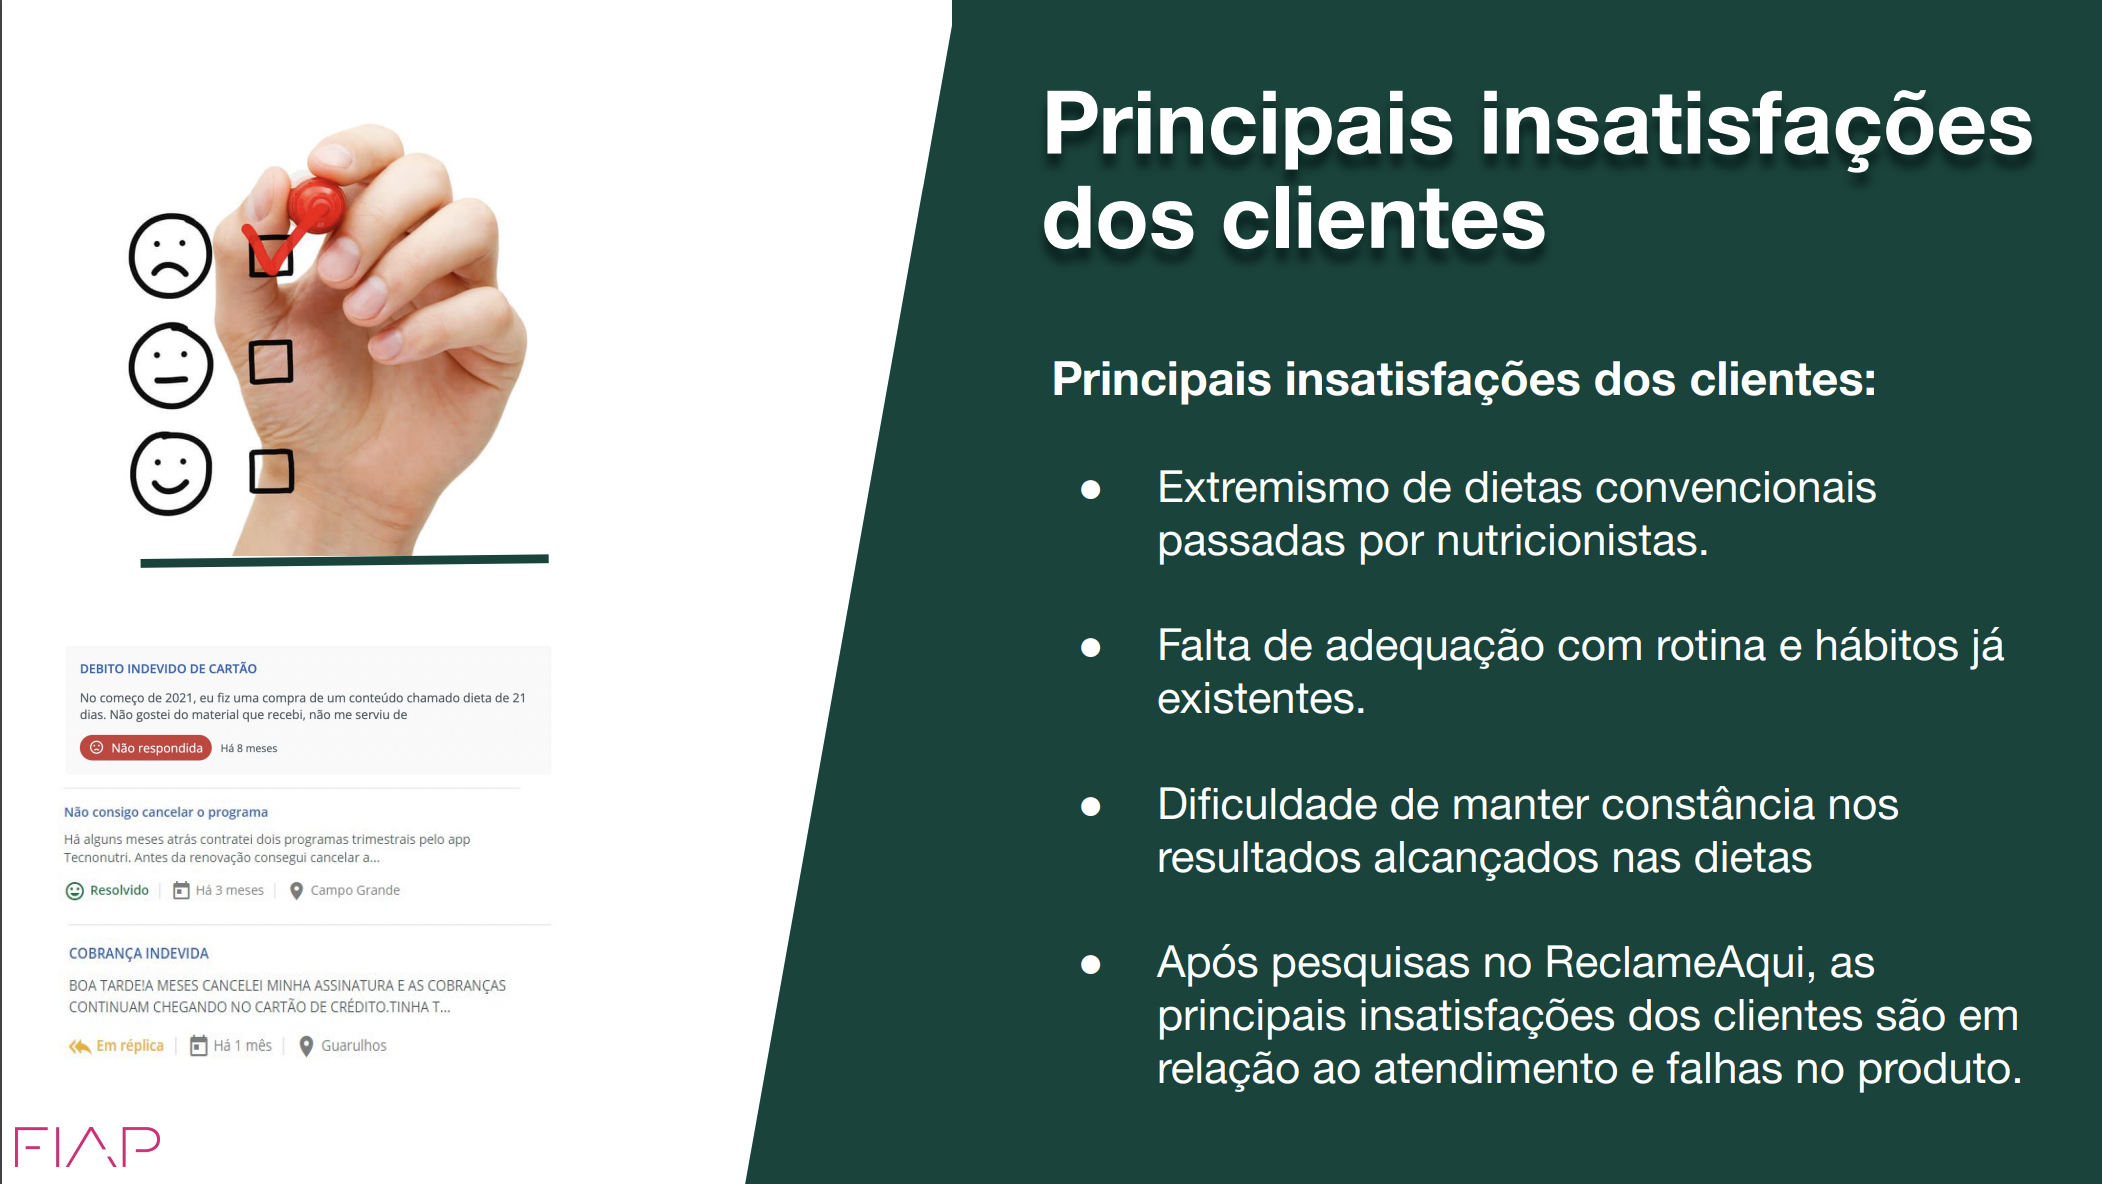 Principais insatisfações
dos clientes
Principais insatisfações dos clientes:
● Extremismo de dietas convencionais
passadas por nutricionistas.
● Falta de adequação com rotina e hábitos já
existentes.
● Dificuldade de manter constância nos
resultados alcançados nas dietas
● Após pesquisas no ReclameAqui, as
principais insatisfações dos clientes são em
relação ao atendimento e falhas no produto.
DEBITO INDEVIDO DE CARTÃO
No começo de 2021, eu fiz uma compra de um conteúdo chamado dieta de 21
dias. Não gostei do material que recebi, não me serviu de
Não respondida Há 8 meses
Não consigo cancelar o programa
Há alguns meses atrás contratei dois programas trimestrais pelo app
Tecnonutri. Antes da renovação consegui cancelar a...
Resolvido | Há 3 meses | Campo Grande
COBRANÇA INDEVIDA
BOA TARDE!A MESES CANCELEI MINHA ASSINATURA E AS COBRANÇAS
CONTINUAM CHEGANDO NO CARTÃO DE CRÉDITO.TINHA T...
Em réplica | Há 1 mês | Guarulhos
FIAP